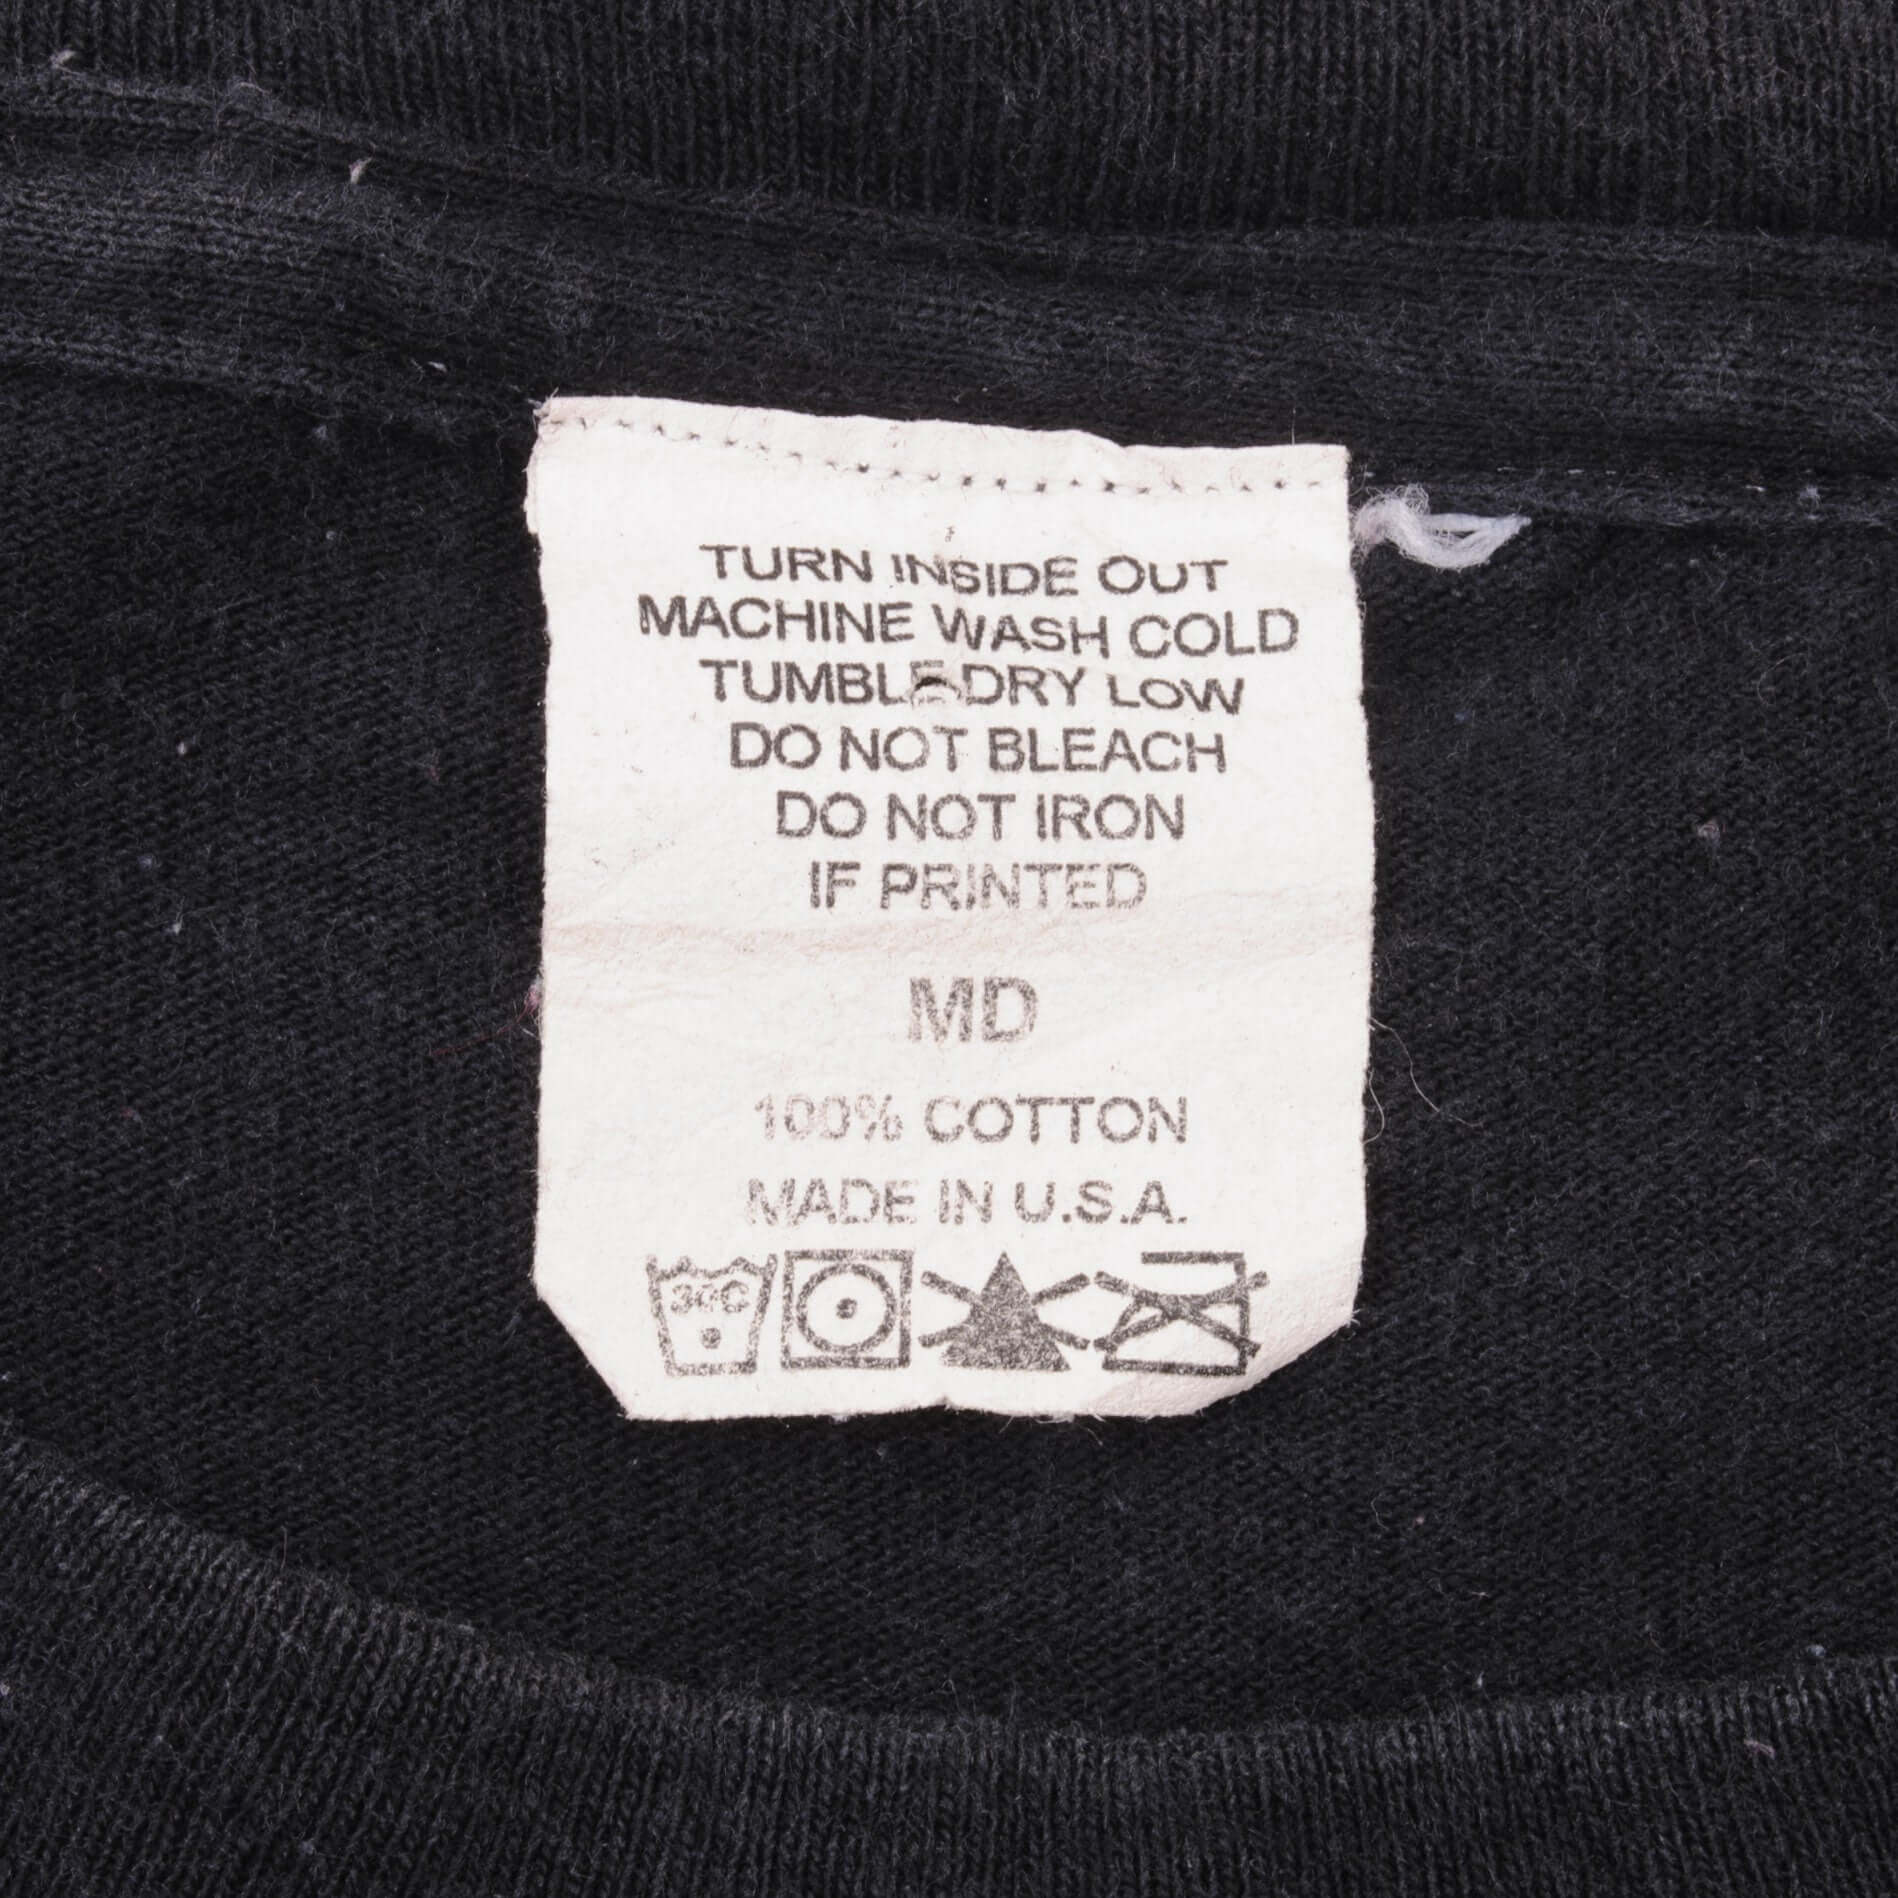 TURN INSIDE OUT
MACHINE WASH COLD
TUMBLE DRY LOW
DO NOT BLEACH
DO NOT IRON
IF PRINTED
MD
100% COTTON
MADE IN U.S.A.
30C